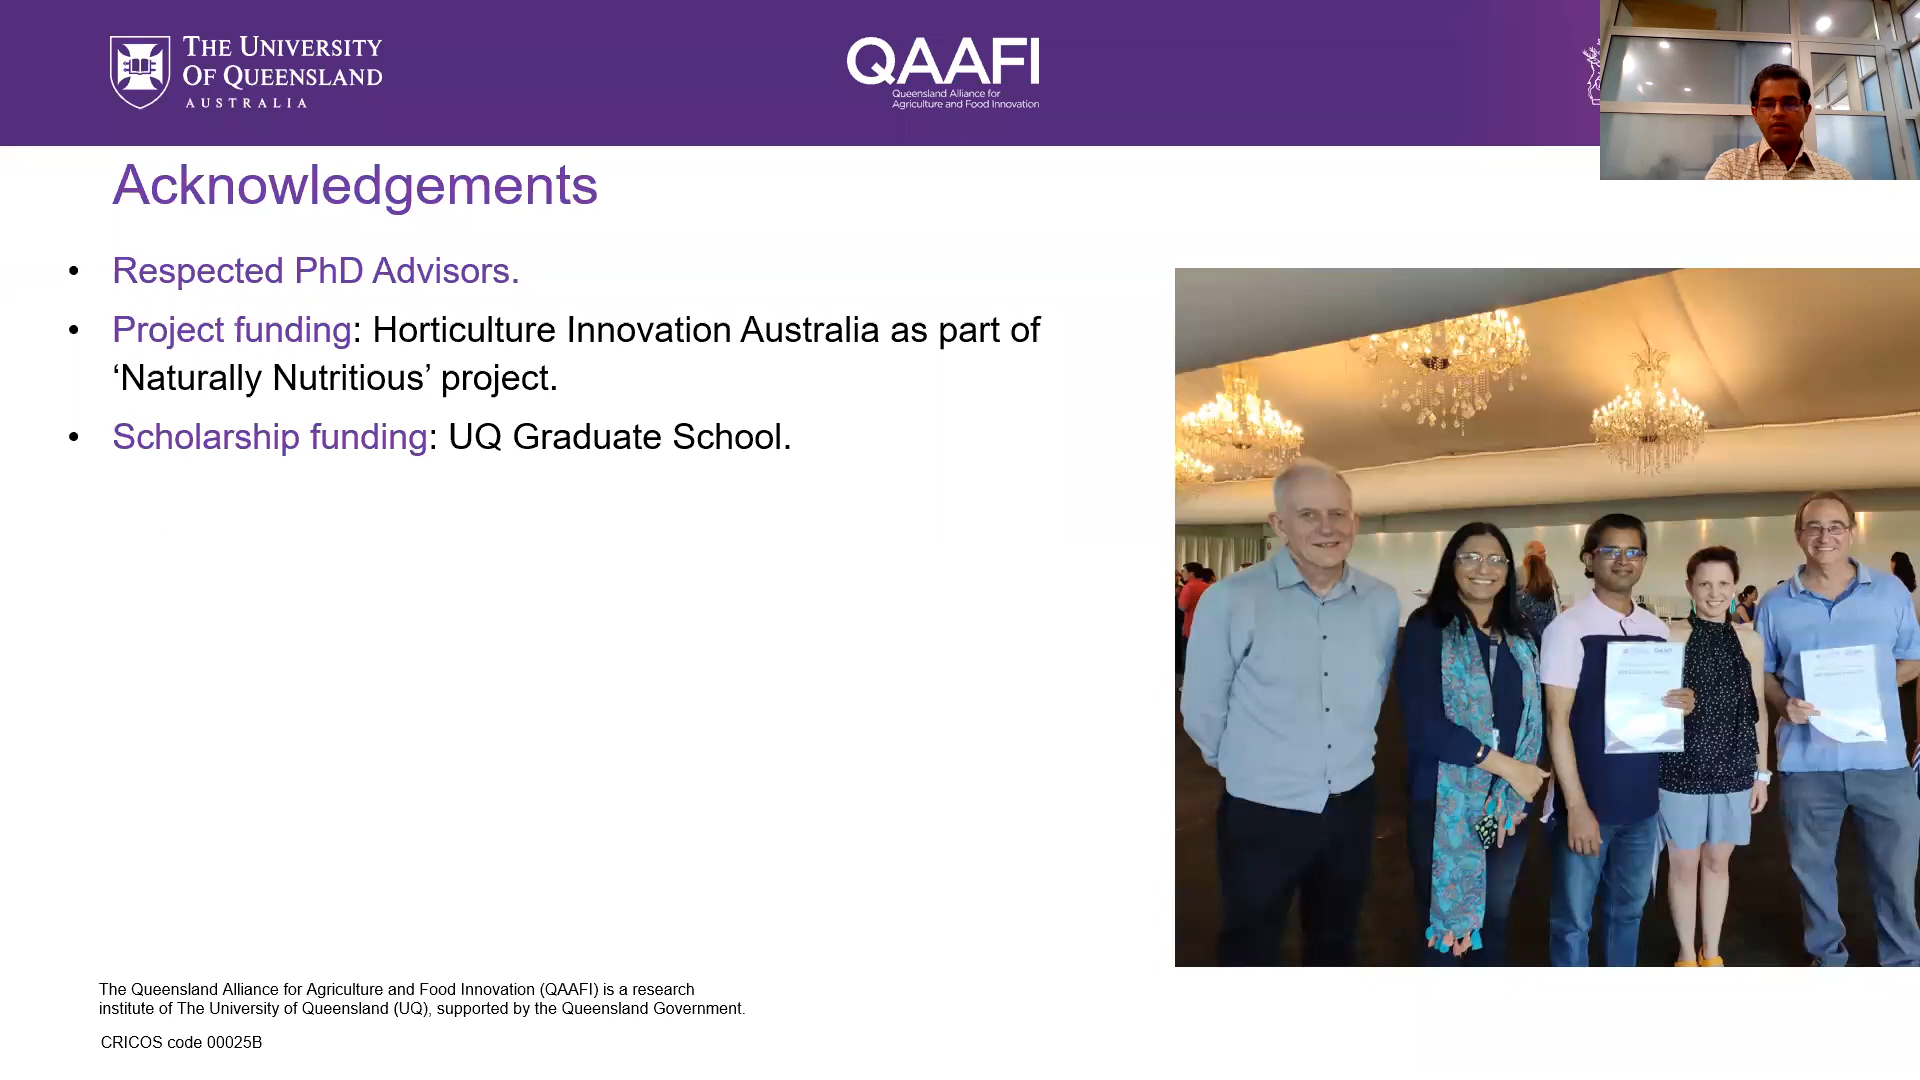 THE UNIVERSITY
OF QUEENSLAND
AUSTRALIA
QAAFI
Queensland Alliance for
Agriculture and Food Innovation
Acknowledgements
• Respected PhD Advisors.
• Project funding: Horticulture Innovation Australia as part of
‘Naturally Nutritious’ project.
• Scholarship funding: UQ Graduate School.
QAAFI
The Queensland Alliance for Agriculture and Food Innovation (QAAFI) is a research
institute of The University of Queensland (UQ), supported by the Queensland Government.
CRICOS code 00025B